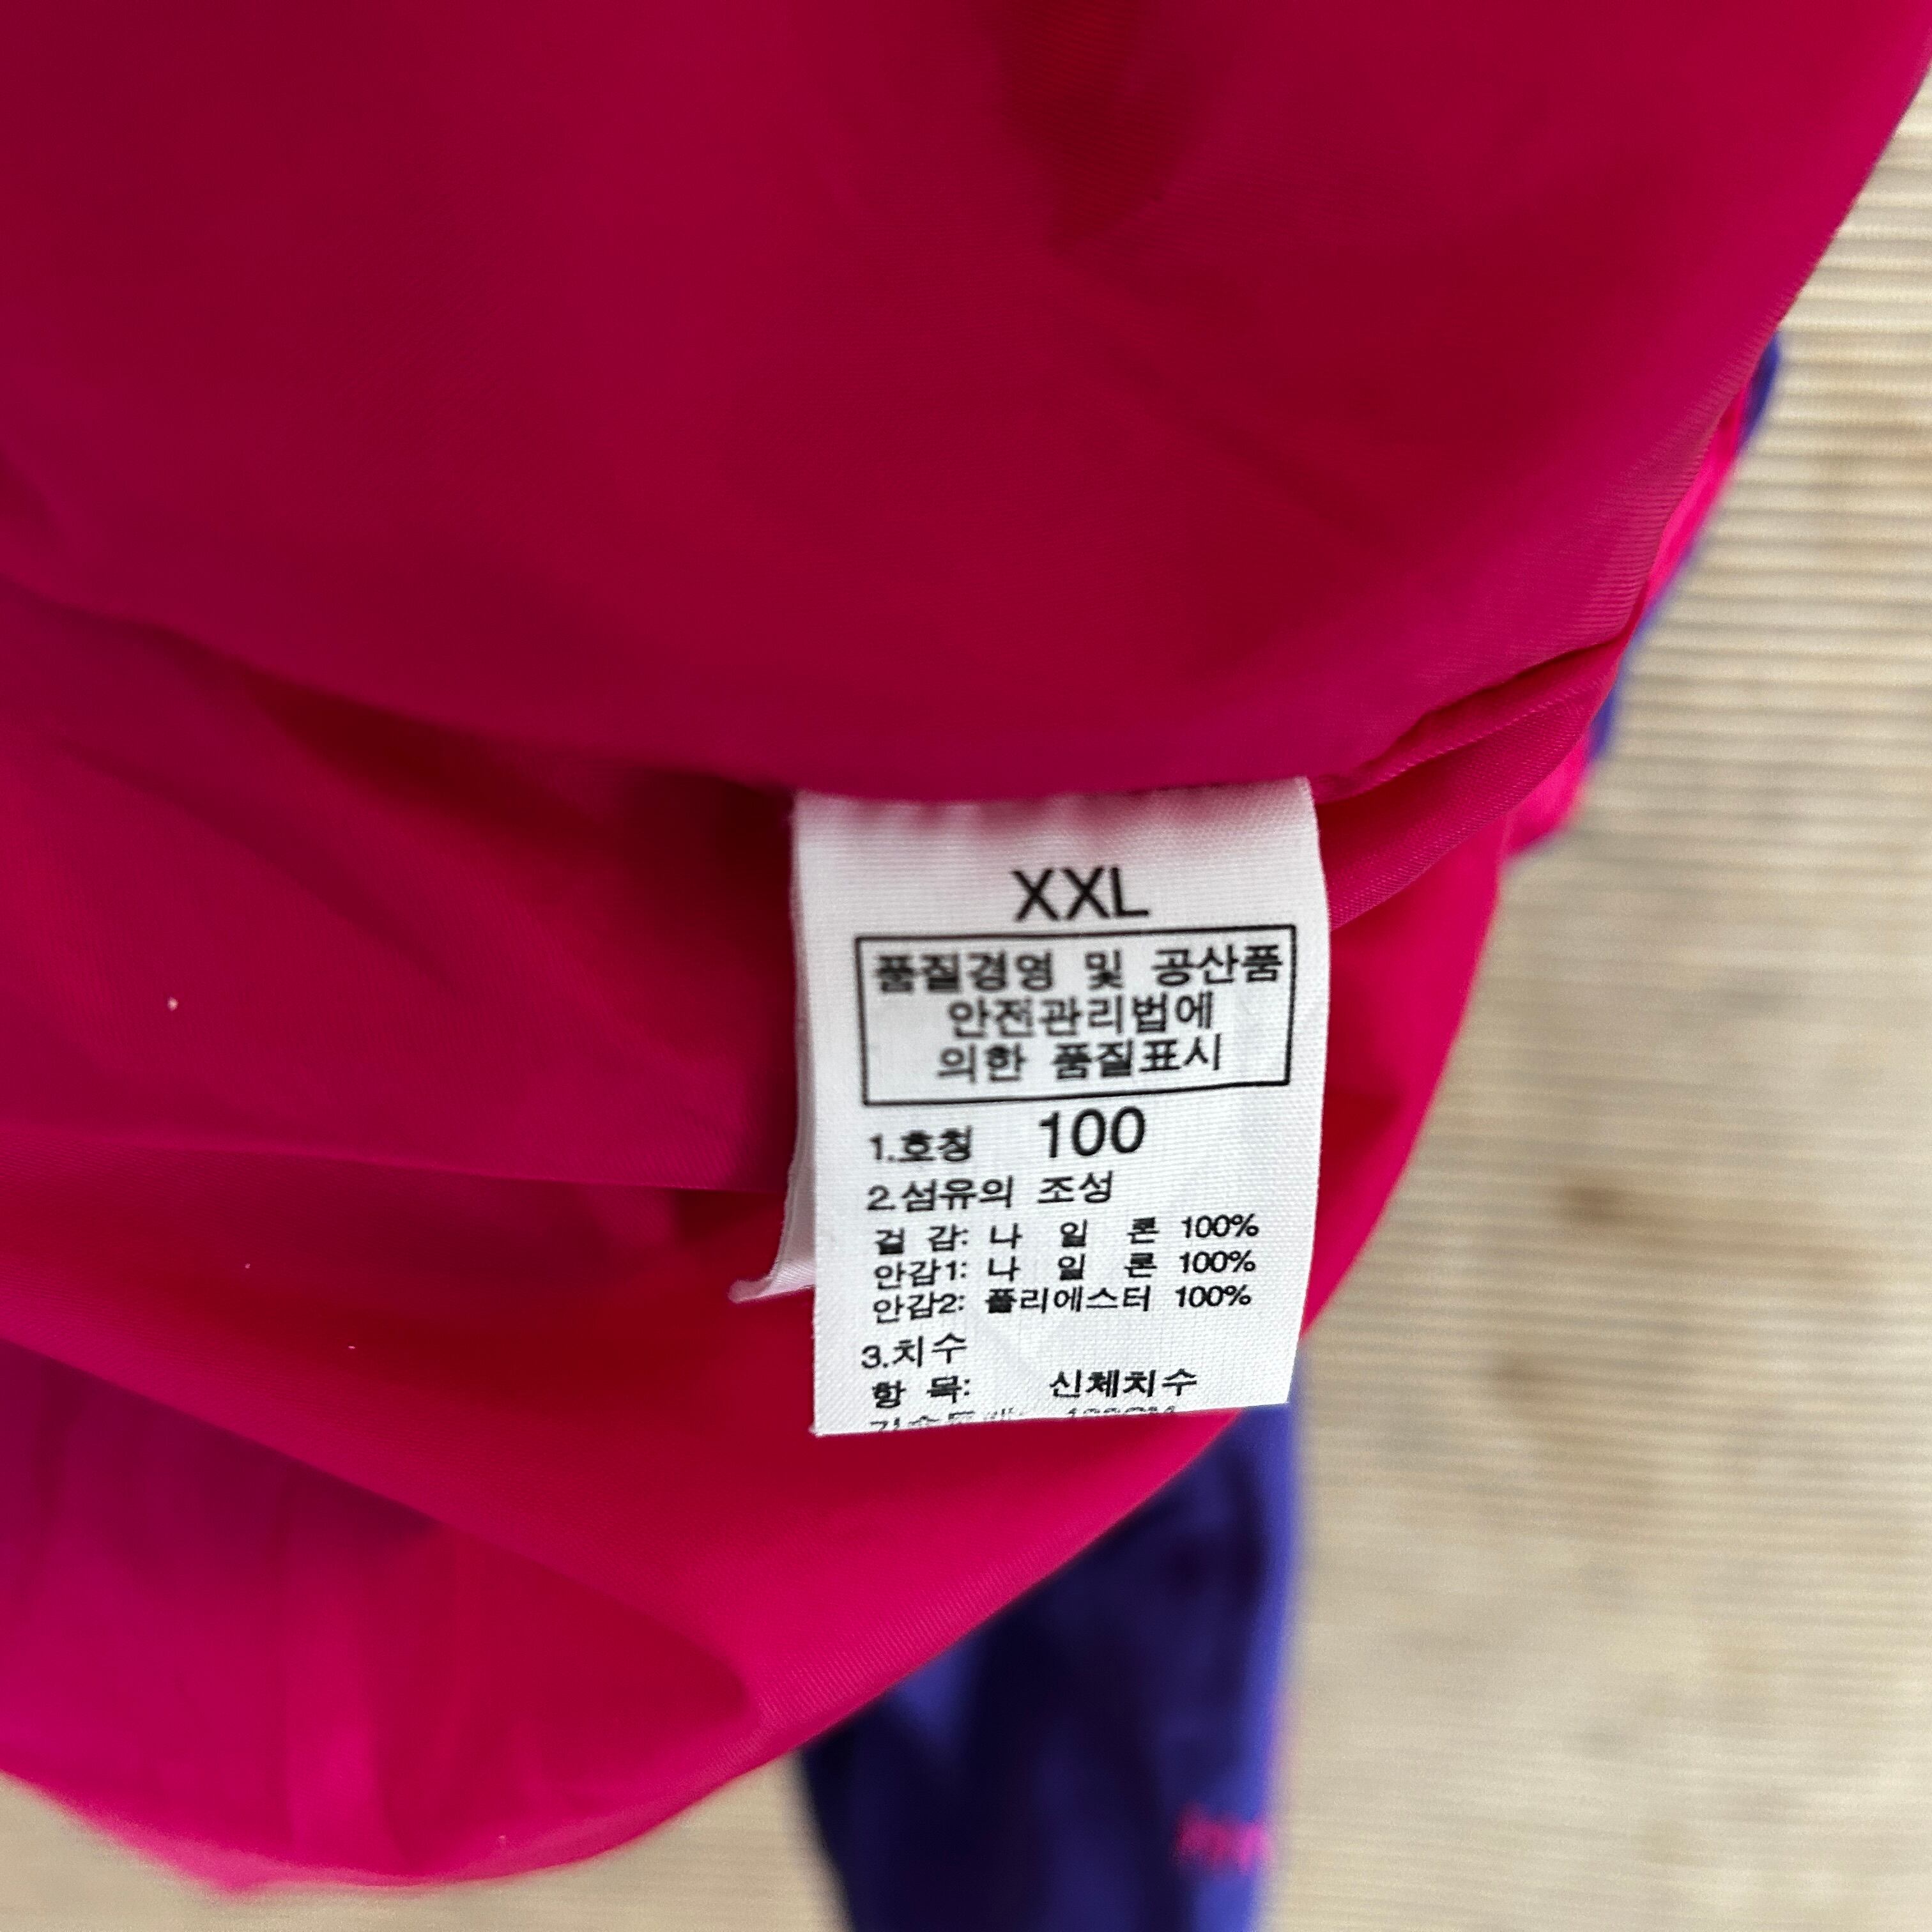 XXL
품질경영 및 공산품
안전관리법에
의한 품질표시
1.호칭 100
2.섬유의 조성
겉 감: 나 일 론 100%
안감1: 나 일 론 100%
안감2: 폴리에스터 100%
3.치수
항 목: 신체치수